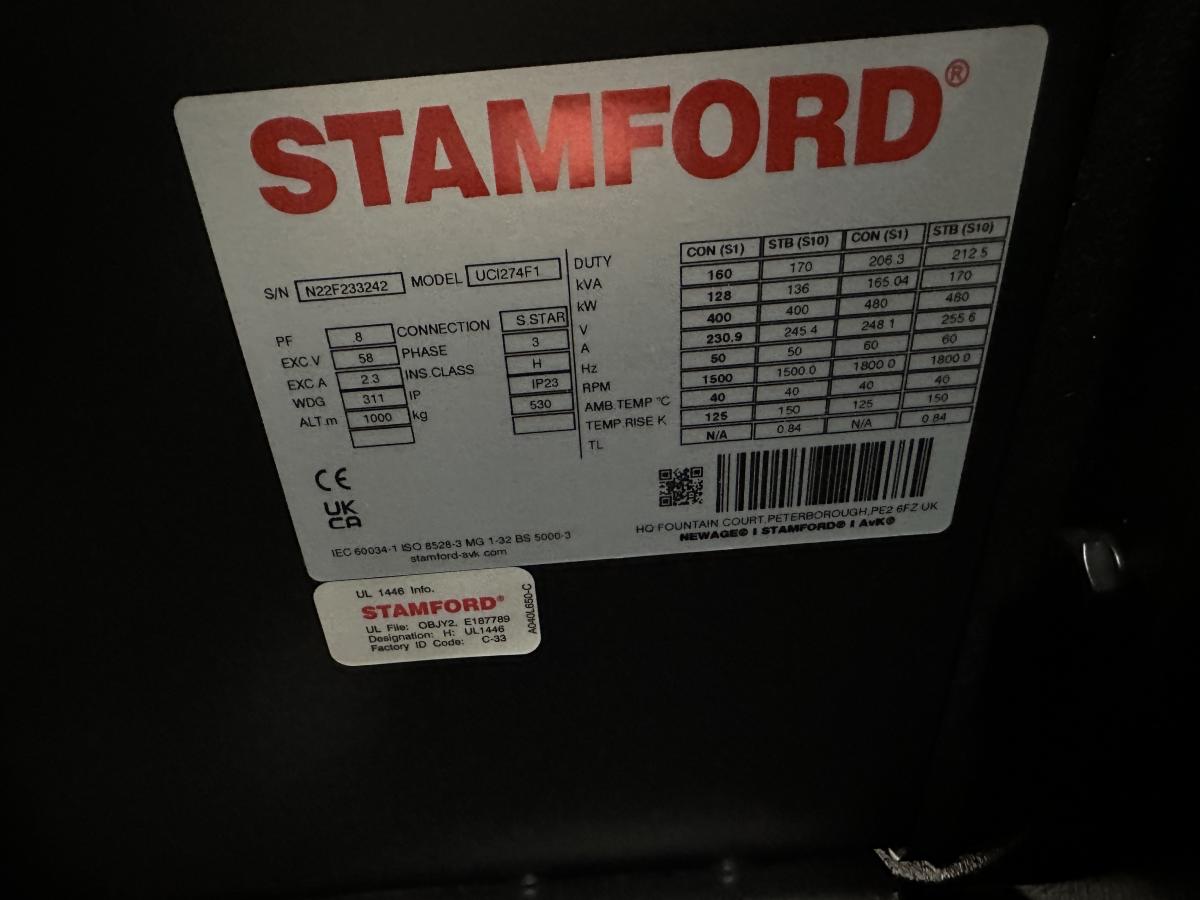 STAMFORD®
S/N N22F233242 MODEL UCI274F1
PF .8 CONNECTION S.STAR
EXC.V 58 PHASE 3
EXC A 2.3 INS.CLASS H
WDG 311 IP IP23
ALT.m 1000 kg 530
DUTY CON (S1) STB (S10) CON (S1) STB (S10)
kVA 160 170 206.3 212.5
kW 128 136 165.04 170
V 400 400 480 480
A 230.9 245.4 248.1 255.6
Hz 50 50 60 60
RPM 1500 1500.0 1800.0 1800.0
AMB.TEMP °C 40 40 40 40
TEMP.RISE K 125 150 125 150
TL N/A 0.84 N/A 0.84
CE
UK
CA
IEC 60034-1 ISO 8528-3 MG 1-32 BS 5000-3
stamford-avk.com
HQ FOUNTAIN COURT,PETERBOROUGH,PE2 6FZ UK
NEWAGE® I STAMFORD® I AvK®
UL 1446 Info.
STAMFORD®
UL File: OBJY2, E187789
Designation: H: UL1446
Factory ID Code: C-33
A040L650-C